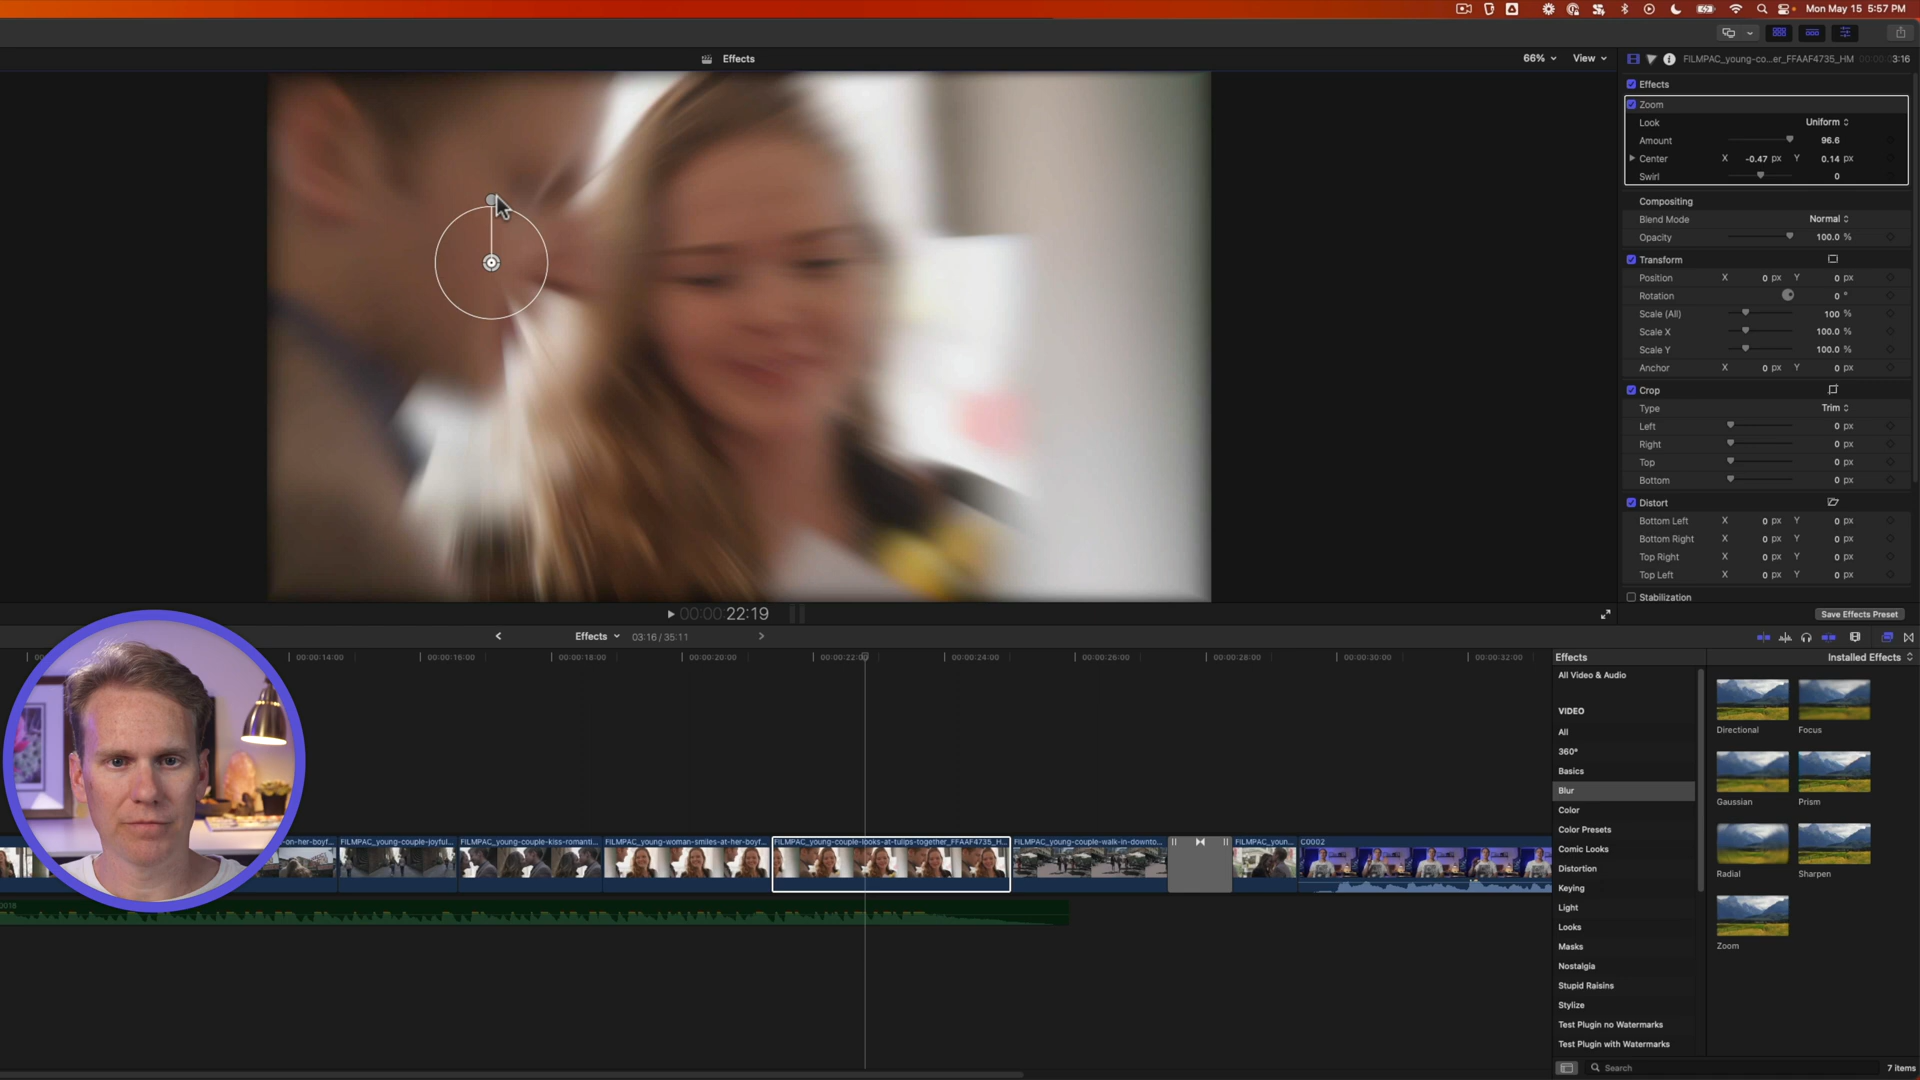 Mon May 15 5:57 PM
Effects
66%
View
FILMPAC_young-co...er_FFAAF4735_HM
3:16
Effects
Zoom
Look Uniform
Amount 96.6
Center X -0.47 px Y 0.14 px
Swirl 0
Compositing
Blend Mode Normal
Opacity 100.0 %
Transform
Position X 0 px Y 0 px
Rotation 0 °
Scale (All) 100 %
Scale X 100.0 %
Scale Y 100.0 %
Anchor X 0 px Y 0 px
Crop
Type Trim
Left 0 px
Right 0 px
Top 0 px
Bottom 0 px
Distort
Bottom Left X 0 px Y 0 px
Bottom Right X 0 px Y 0 px
Top Right X 0 px Y 0 px
Top Left X 0 px Y 0 px
Stabilization
Save Effects Preset
00:00:22:19
Effects 03:16 / 35:11
00:00:14:00 00:00:16:00 00:00:18:00 00:00:20:00 00:00:22:00 00:00:24:00 00:00:26:00 00:00:28:00 00:00:30:00 00:00:32:00
-on-her-boyf... FILMPAC_young-couple-joyful... FILMPAC_young-couple-kiss-romanti... FILMPAC_young-woman-smiles-at-her-boyf... FILMPAC_young-couple-looks-at-tulips-together_FFAAF4735_H... FILMPAC_young-couple-walk-in-downto... FILMPAC_youn... C0002
0018
Effects
Installed Effects
All Video & Audio
VIDEO
All
360°
Basics
Blur
Color
Color Presets
Comic Looks
Distortion
Keying
Light
Looks
Masks
Nostalgia
Stupid Raisins
Stylize
Test Plugin no Watermarks
Test Plugin with Watermarks
Directional Focus
Gaussian Prism
Radial Sharpen
Zoom
Search
7 items